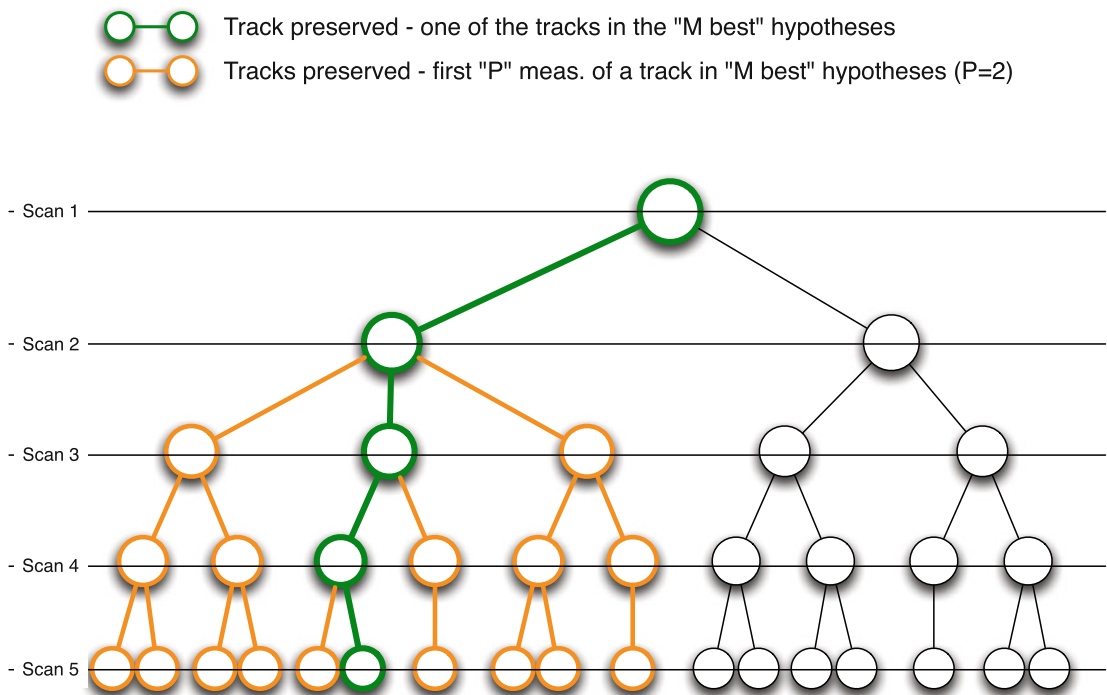 Track preserved - one of the tracks in the "M best" hypotheses
Tracks preserved - first "P" meas. of a track in "M best" hypotheses (P=2)
- Scan 1
- Scan 2
- Scan 3
- Scan 4
- Scan 5